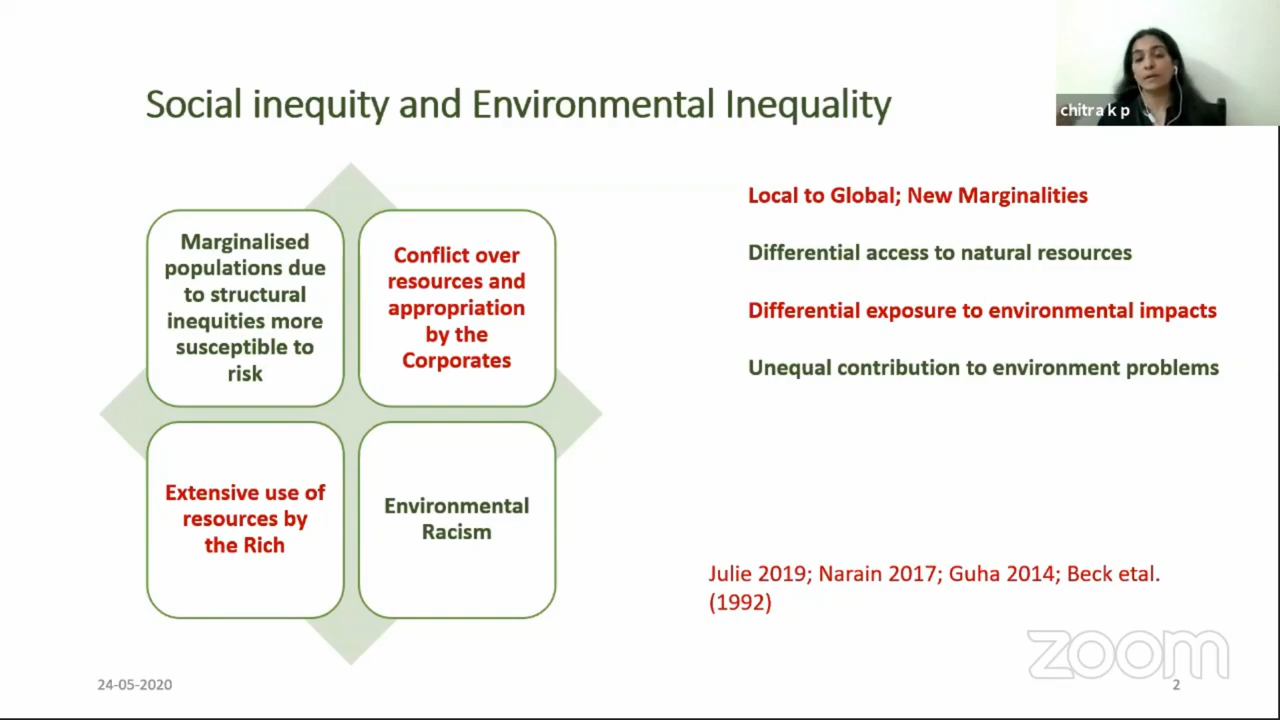 Social inequity and Environmental Inequality
chitra k p
Marginalised
populations due
to structural
inequities more
susceptible to
risk
Conflict over
resources and
appropriation
by the
Corporates
Extensive use of
resources by
the Rich
Environmental
Racism
Local to Global; New Marginalities
Differential access to natural resources
Differential exposure to environmental impacts
Unequal contribution to environment problems
Julie 2019; Narain 2017; Guha 2014; Beck etal.
(1992)
zoom
24-05-2020
2